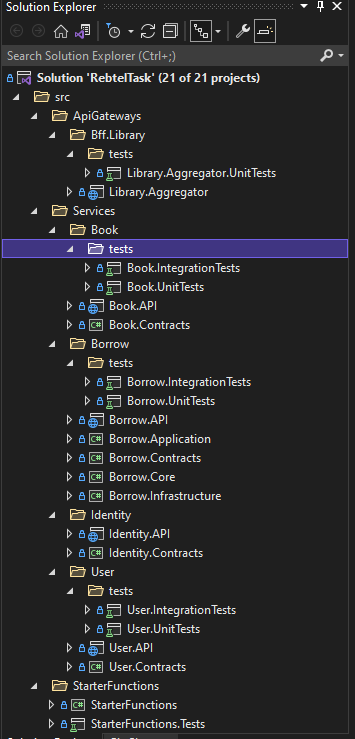 Solution Explorer
Search Solution Explorer (Ctrl+;)
Solution 'RebtelTask' (21 of 21 projects)
src
ApiGateways
Bff.Library
tests
Library.Aggregator.UnitTests
Library.Aggregator
Services
Book
tests
Book.IntegrationTests
Book.UnitTests
Book.API
C# Book.Contracts
Borrow
tests
Borrow.IntegrationTests
Borrow.UnitTests
Borrow.API
C# Borrow.Application
C# Borrow.Contracts
C# Borrow.Core
C# Borrow.Infrastructure
Identity
Identity.API
C# Identity.Contracts
User
tests
User.IntegrationTests
User.UnitTests
User.API
C# User.Contracts
StarterFunctions
C# StarterFunctions
StarterFunctions.Tests